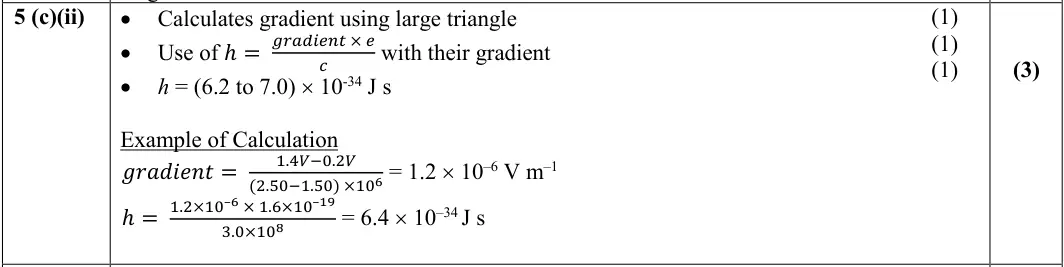 5 (c)(ii)
• Calculates gradient using large triangle (1)
• Use of h = (gradient × e)/c with their gradient (1)
• h = (6.2 to 7.0) × 10⁻³⁴ J s (1)
(3)
Example of Calculation
gradient = (1.4V−0.2V)/((2.50−1.50) ×10⁶) = 1.2 × 10⁻⁶ V m⁻¹
h = (1.2×10⁻⁶ × 1.6×10⁻¹⁹)/(3.0×10⁸) = 6.4 × 10⁻³⁴ J s